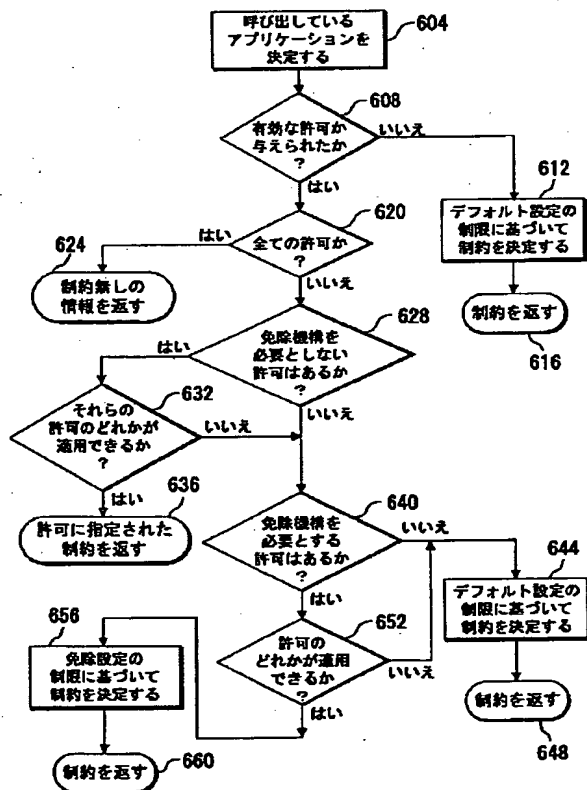 呼び出している
アプリケーションを
決定する
604
608
有効な許可が
与えられたか
?
いいえ
はい
612
デフォルト設定の
制限に基づいて
制約を決定する
制約を返す
616
620
全ての許可か
?
はい
いいえ
624
制約無しの
情報を返す
628
免除機構を
必要としない
許可はあるか
?
はい
いいえ
632
それらの
許可のどれかが
適用できるか
?
いいえ
はい
636
許可に指定された
制約を返す
640
免除機構を
必要とする
許可はあるか
?
いいえ
はい
644
デフォルト設定の
制限に基づいて
制約を決定する
制約を返す
648
652
許可の
どれかが適用
できるか
?
いいえ
はい
656
免除設定の
制限に基づいて
制約を決定する
制約を返す
660